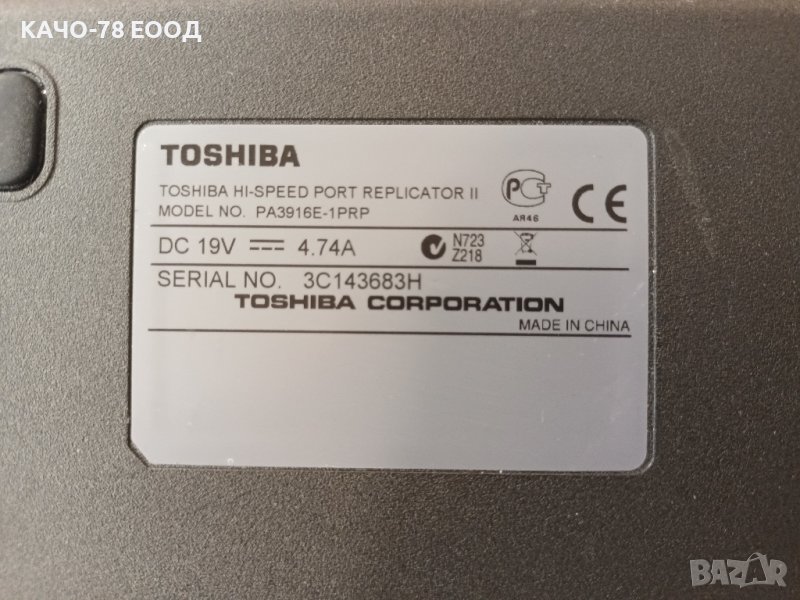 КАЧО-78 ЕООД
TOSHIBA
TOSHIBA HI-SPEED PORT REPLICATOR II
MODEL NO. PA3916E-1PRP
PCT
AR46
CE
DC 19V 4.74A
N723
Z218
SERIAL NO. 3C143683H
TOSHIBA CORPORATION
MADE IN CHINA
BAZAR